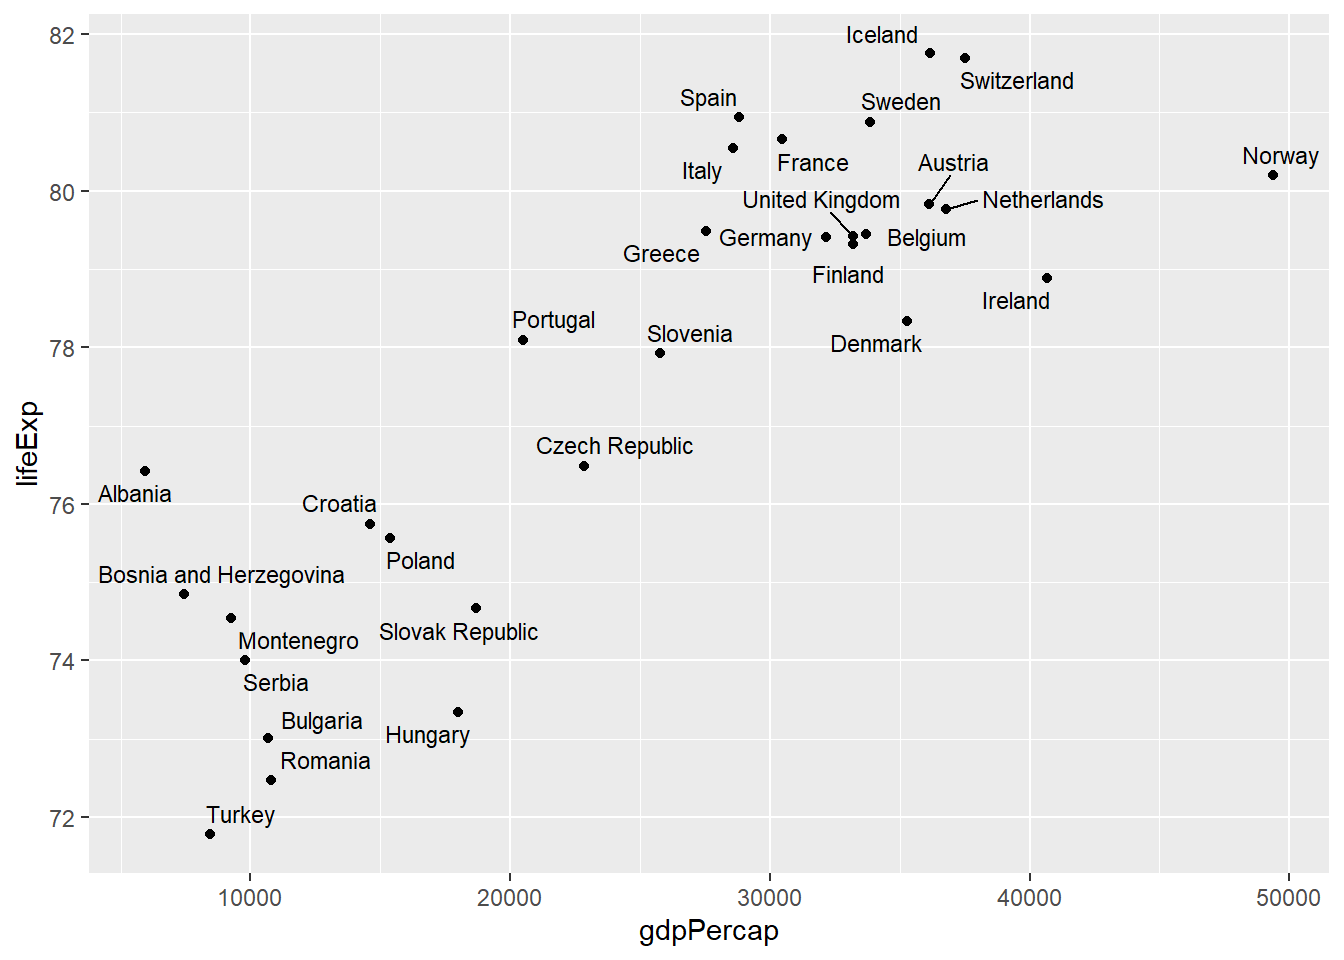 82
80
78
76
74
72
lifeExp
Iceland
Switzerland
Spain
Sweden
Italy
France
Austria
Norway
United Kingdom
Netherlands
Germany
Belgium
Greece
Finland
Ireland
Portugal
Slovenia
Denmark
Czech Republic
Albania
Croatia
Poland
Bosnia and Herzegovina
Slovak Republic
Montenegro
Serbia
Bulgaria
Hungary
Romania
Turkey
10000
20000
30000
40000
50000
gdpPercap